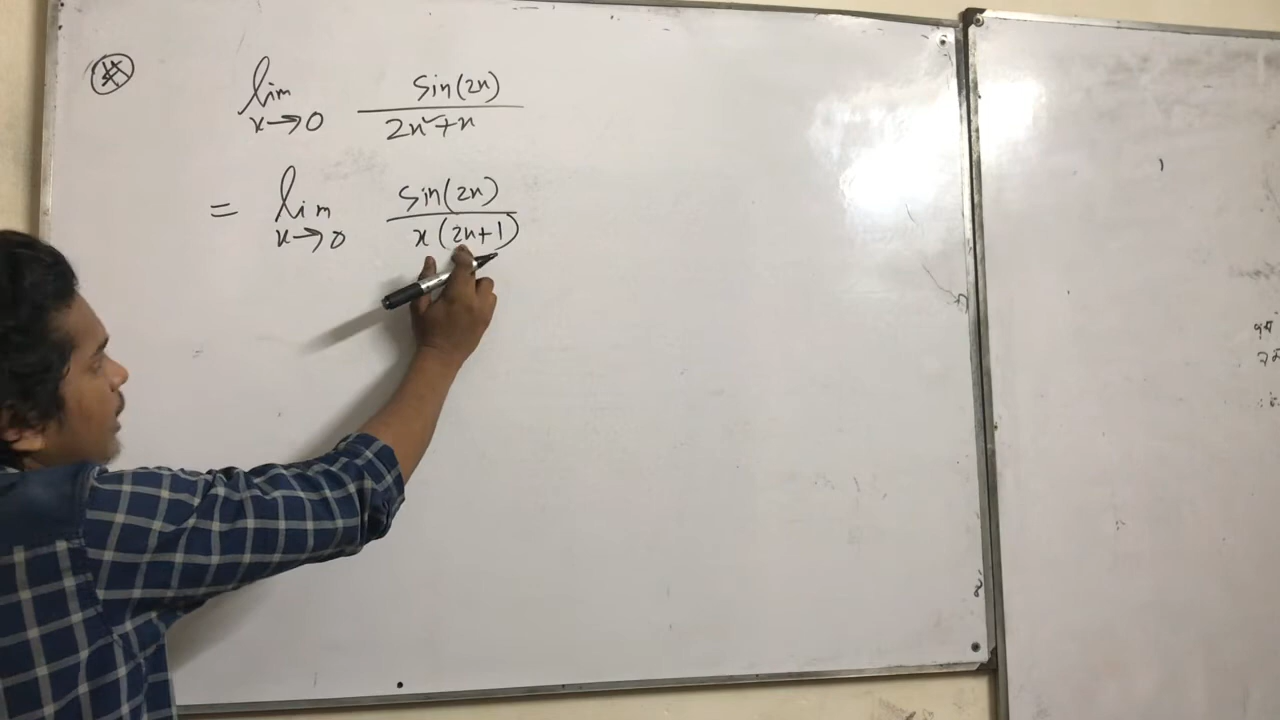 lim x→0 sin(2x) / 2x²+x
= lim x→0 sin(2x) / x(2x+1)